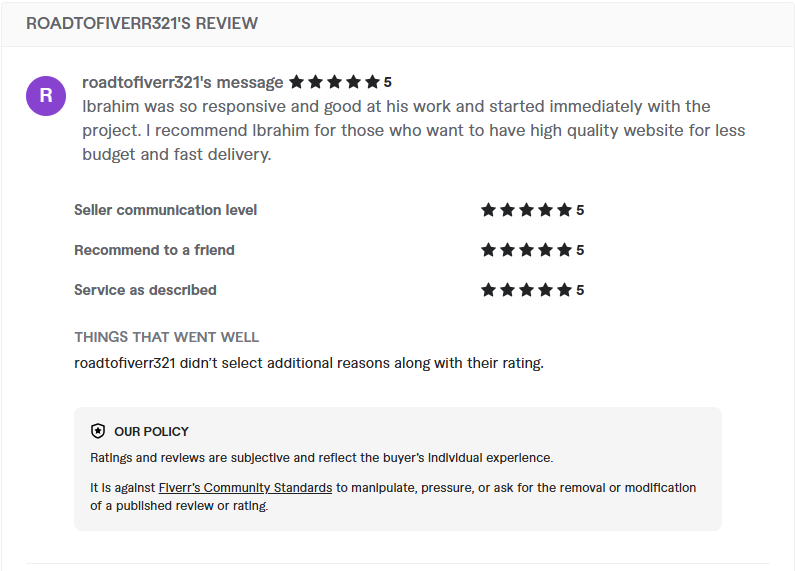 ROADTOFIVERR321'S REVIEW
R
roadtofiverr321's message ★★★★★ 5
Ibrahim was so responsive and good at his work and started immediately with the
project. I recommend Ibrahim for those who want to have high quality website for less
budget and fast delivery.
Seller communication level ★★★★★ 5
Recommend to a friend ★★★★★ 5
Service as described ★★★★★ 5
THINGS THAT WENT WELL
roadtofiverr321 didn't select additional reasons along with their rating.
OUR POLICY
Ratings and reviews are subjective and reflect the buyer's individual experience.
It is against Fiverr's Community Standards to manipulate, pressure, or ask for the removal or modification
of a published review or rating.